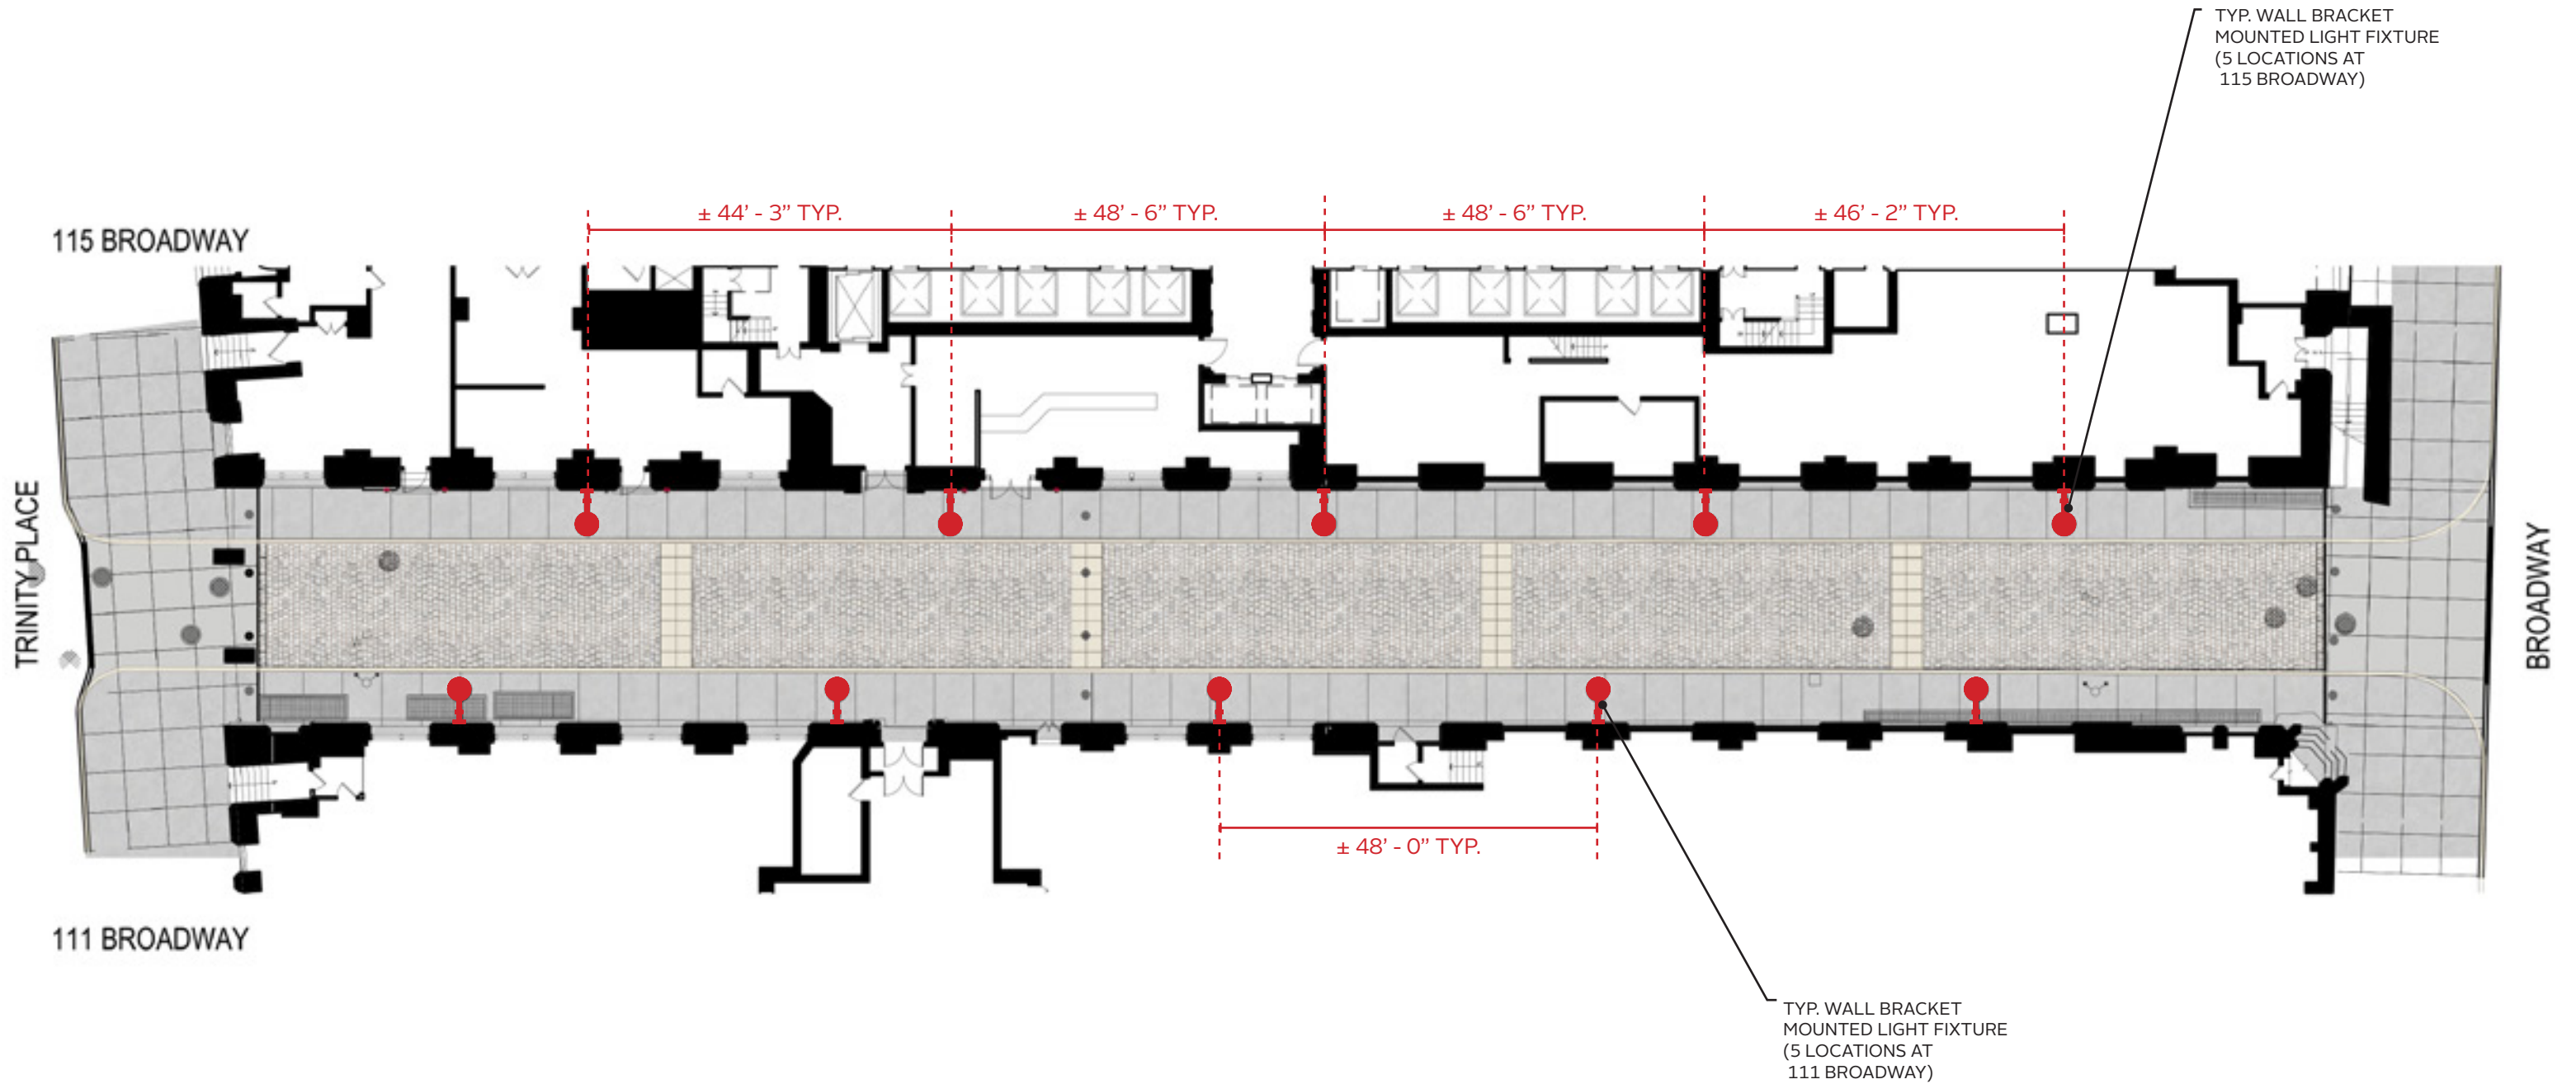 TYP. WALL BRACKET
MOUNTED LIGHT FIXTURE
(5 LOCATIONS AT
115 BROADWAY)
± 44’ - 3” TYP.
± 48’ - 6” TYP.
± 48’ - 6” TYP.
± 46’ - 2” TYP.
115 BROADWAY
TRINITY PLACE
BROADWAY
± 48’ - 0” TYP.
111 BROADWAY
TYP. WALL BRACKET
MOUNTED LIGHT FIXTURE
(5 LOCATIONS AT
111 BROADWAY)